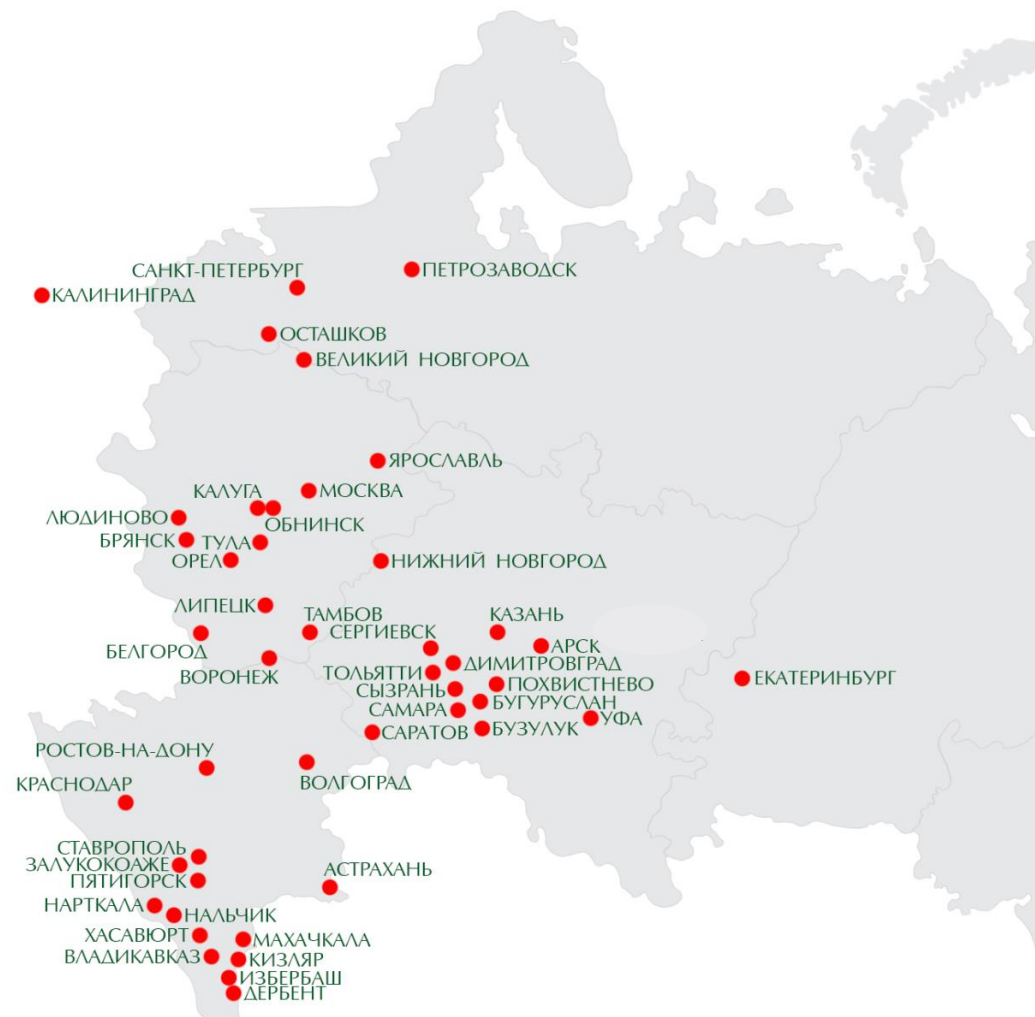 САНКТ-ПЕТЕРБУРГ
ПЕТРОЗАВОДСК
КАЛИНИНГРАД
ОСТАШКОВ
ВЕЛИКИЙ НОВГОРОД
ЯРОСЛАВЛЬ
КАЛУГА
МОСКВА
ЛЮДИНОВО
ОБНИНСК
БРЯНСК
ТУЛА
ОРЕЛ
НИЖНИЙ НОВГОРОД
ЛИПЕЦК
ТАМБОВ
КАЗАНЬ
СЕРГИЕВСК
АРСК
БЕЛГОРОД
ДИМИТРОВГРАД
ВОРОНЕЖ
ТОЛЬЯТТИ
ЕКАТЕРИНБУРГ
ПОХВИСТНЕВО
СЫЗРАНЬ
БУГУРУСЛАН
САМАРА
УФА
САРАТОВ
БУЗУЛУК
РОСТОВ-НА-ДОНУ
ВОЛГОГРАД
КРАСНОДАР
СТАВРОПОЛЬ
ЗАЛУКОКОАЖЕ
АСТРАХАНЬ
ПЯТИГОРСК
НАРТКАЛА
НАЛЬЧИК
ХАСАВЮРТ
МАХАЧКАЛА
ВЛАДИКАВКАЗ
КИЗЛЯР
ИЗБЕРБАШ
ДЕРБЕНТ